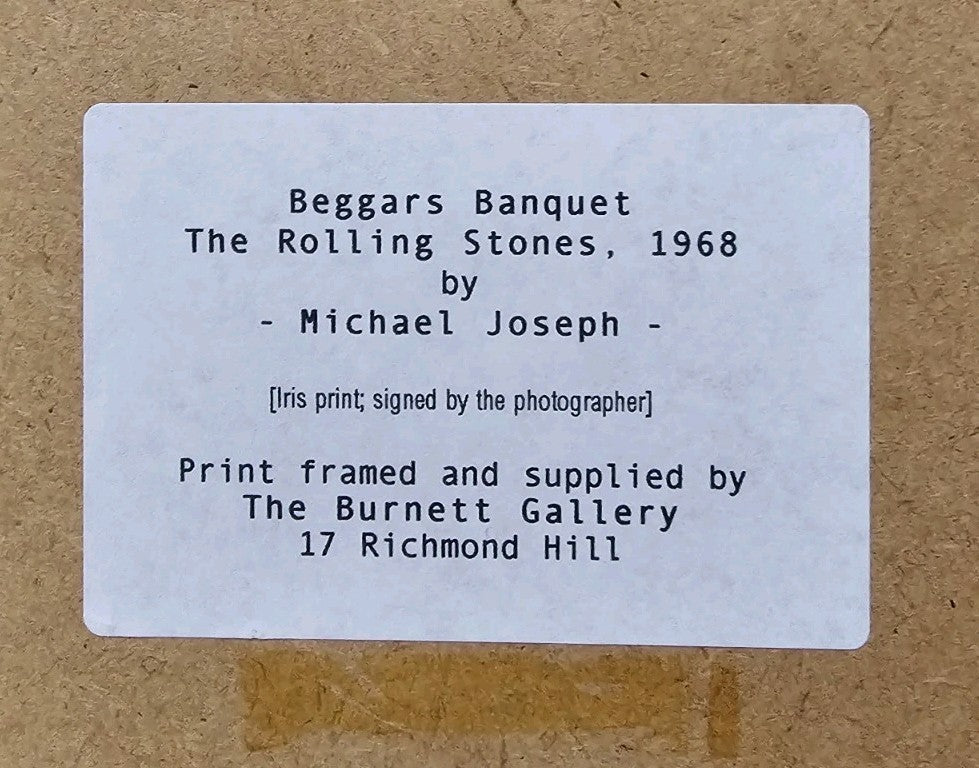 Beggars Banquet
The Rolling Stones, 1968
by
- Michael Joseph -
[Iris print; signed by the photographer]
Print framed and supplied by
The Burnett Gallery
17 Richmond Hill